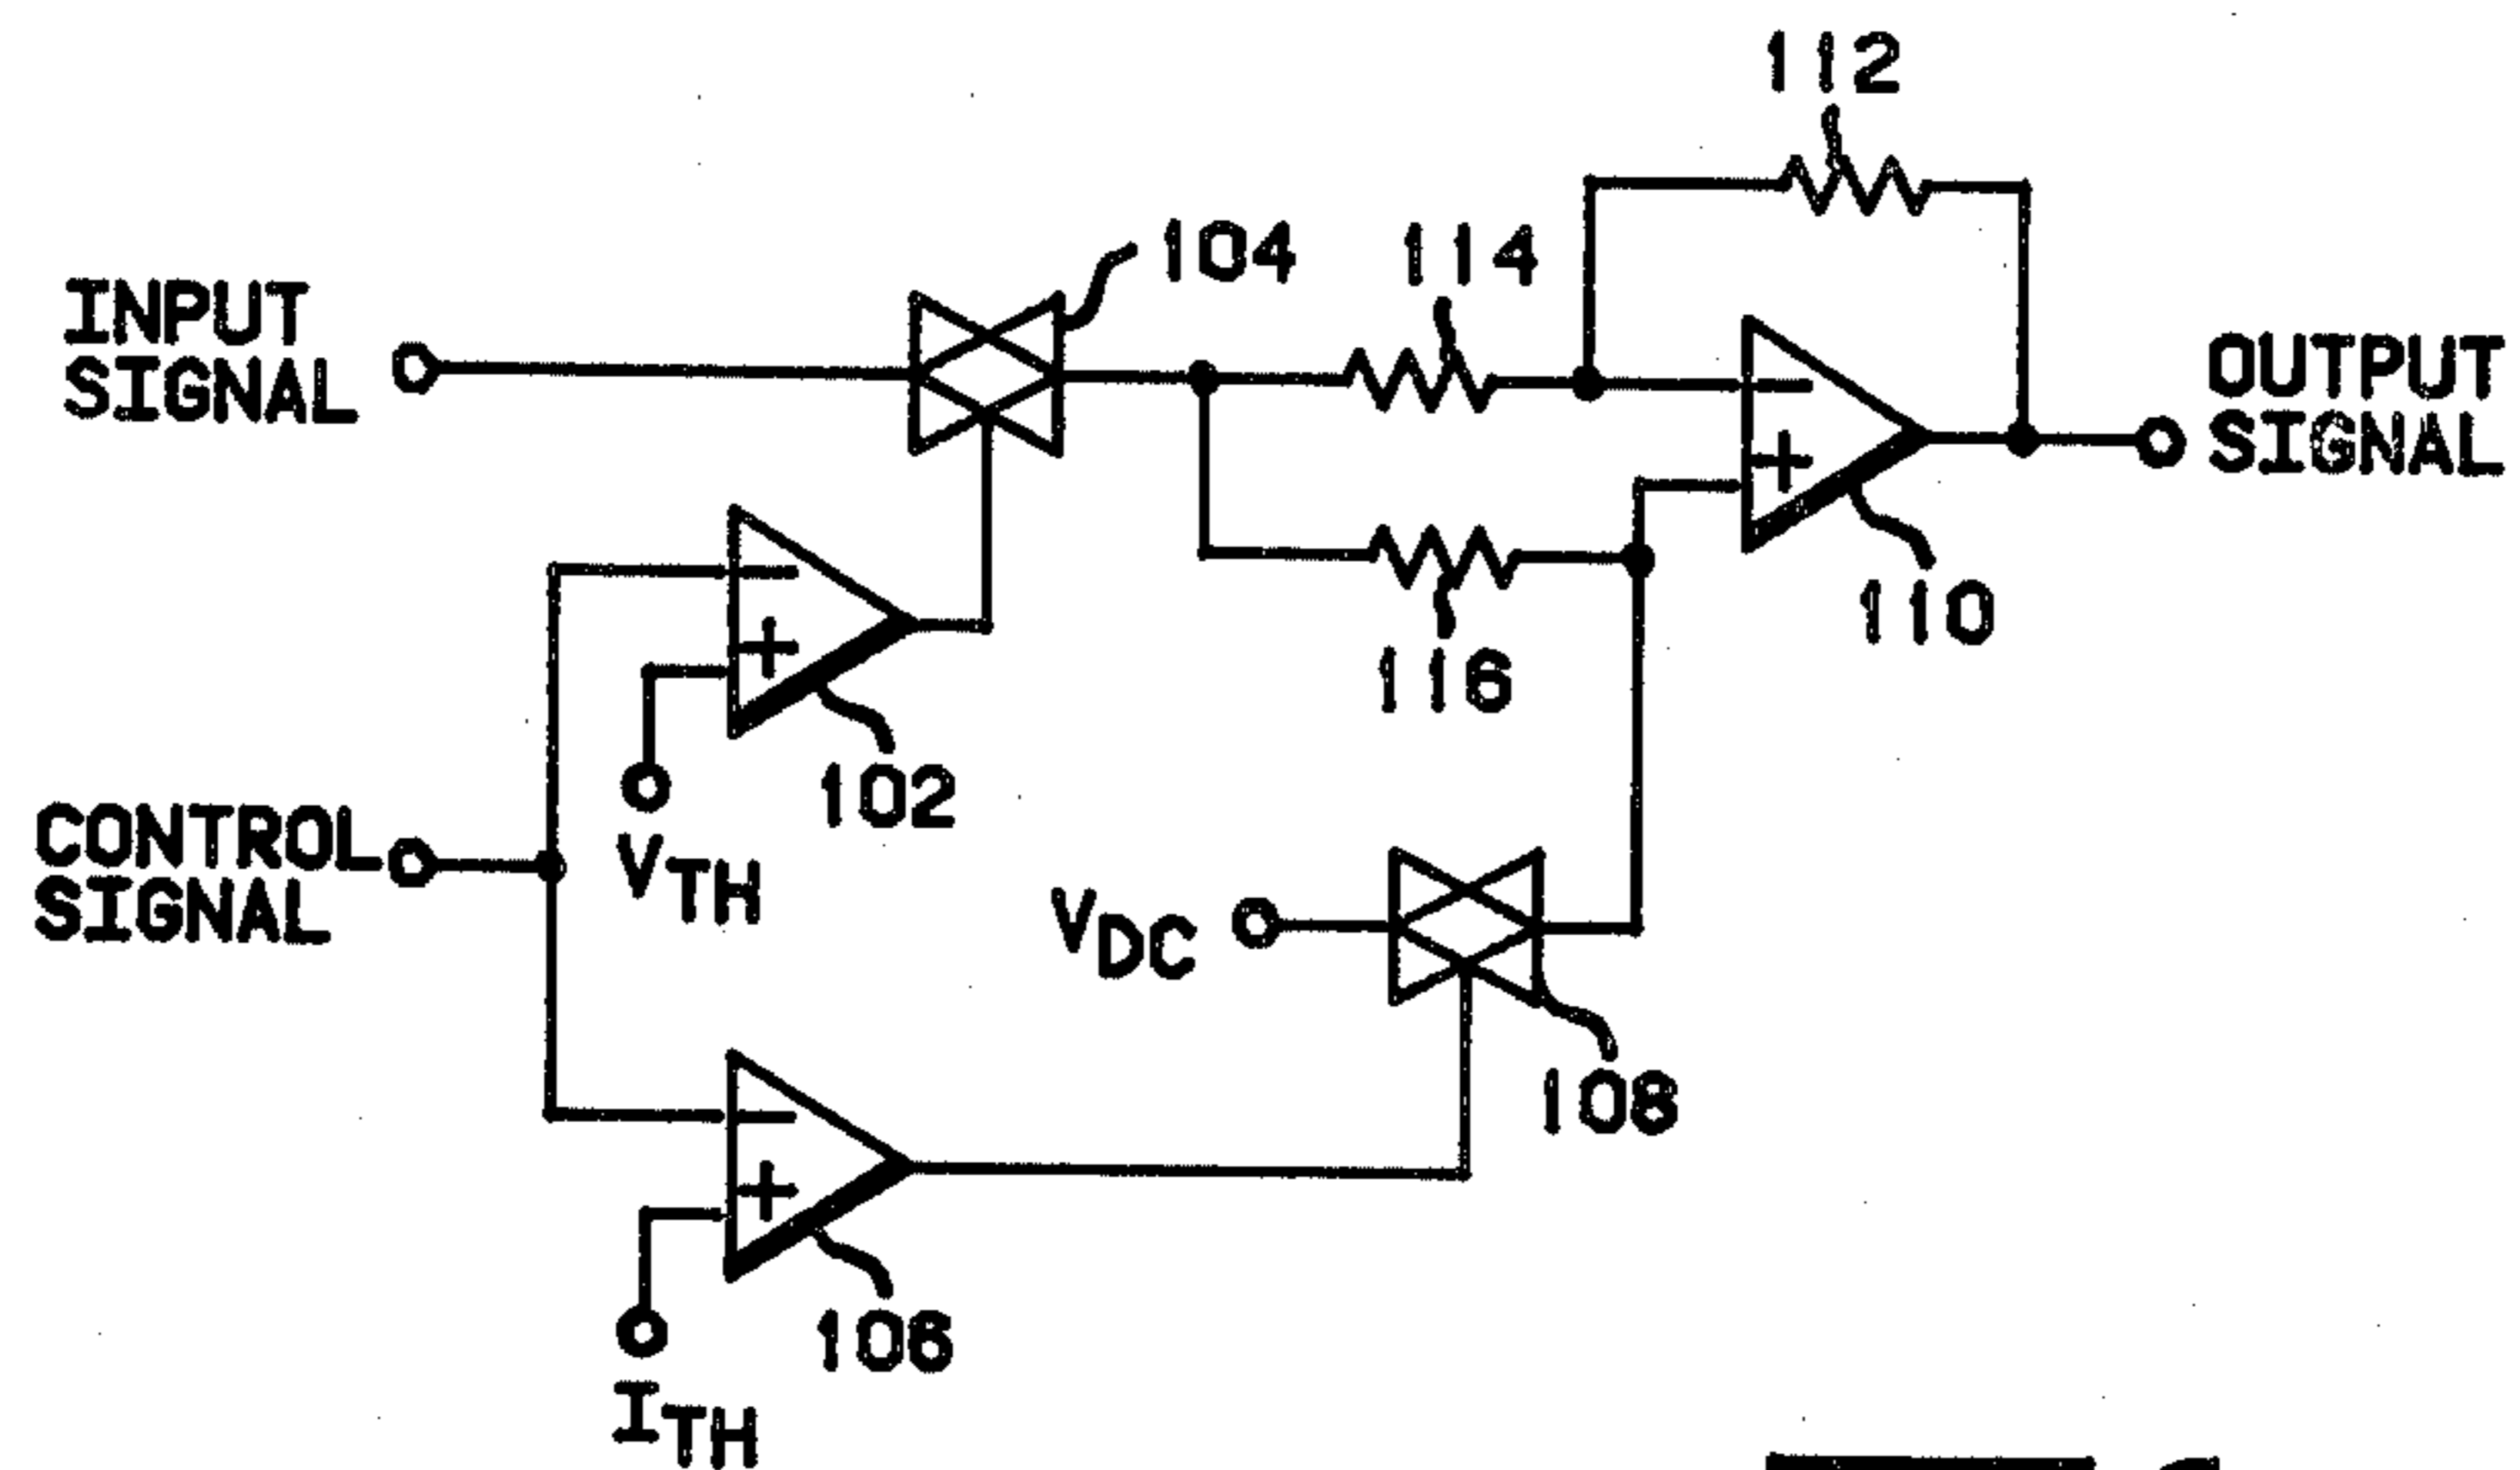 112
104
114
INPUT
SIGNAL
OUTPUT
SIGNAL
110
116
102
CONTROL
SIGNAL
VTH
VDC
108
106
ITH